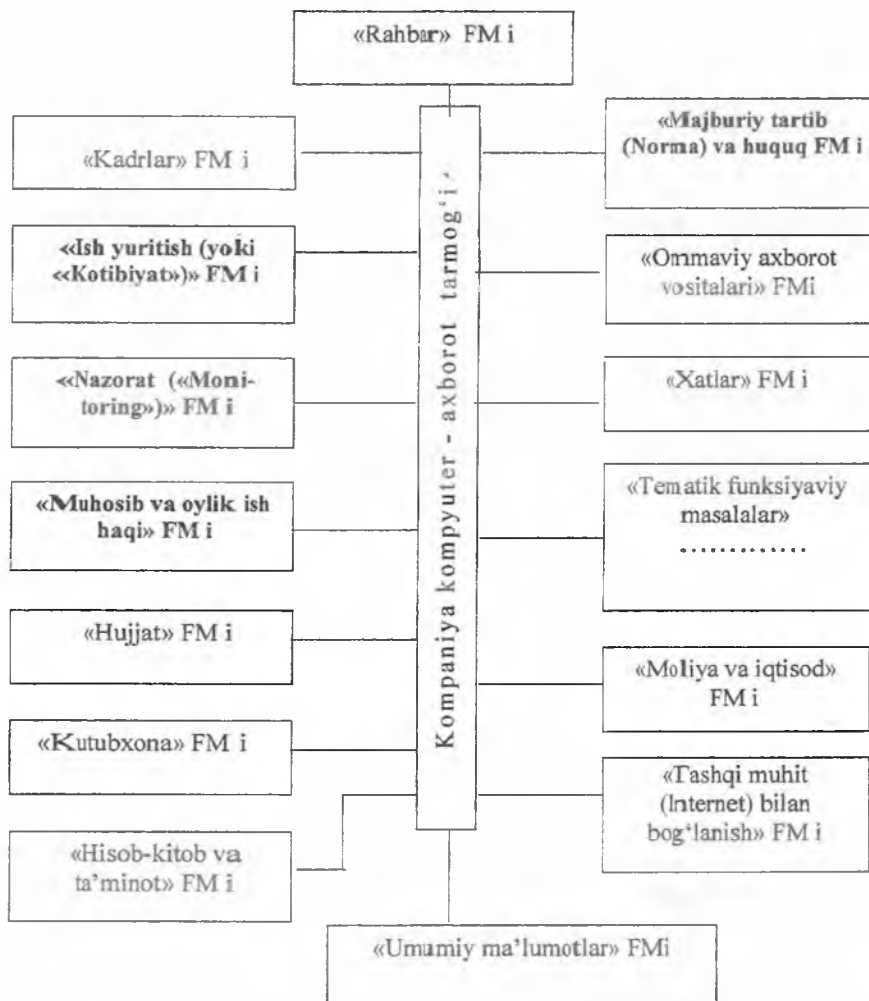 «Rahbar» FM i
«Kadrlar» FM i
«Ish yuritish (yoki
«Kotibiyat»)» FM i
«Nazorat («Moni-
toring»)» FM i
«Muhosib va oylik ish
haqi» FM i
«Hujjat» FM i
«Kutubxona» FM i
«Hisob-kitob va
ta’minot» FM i
Kompaniya kompyuter - axborot tarmog‘i
«Majburiy tartib
(Norma) va huquq FM i
«Ommaviy axborot
vositalari» FMi
«Xatlar» FM i
«Tematik funksiyaviy
masalalar»
..............
«Moliya va iqtisod»
FM i
«Tashqi muhit
(Internet) bilan
bog‘lanish» FM i
«Umumiy ma’lumotlar» FMi